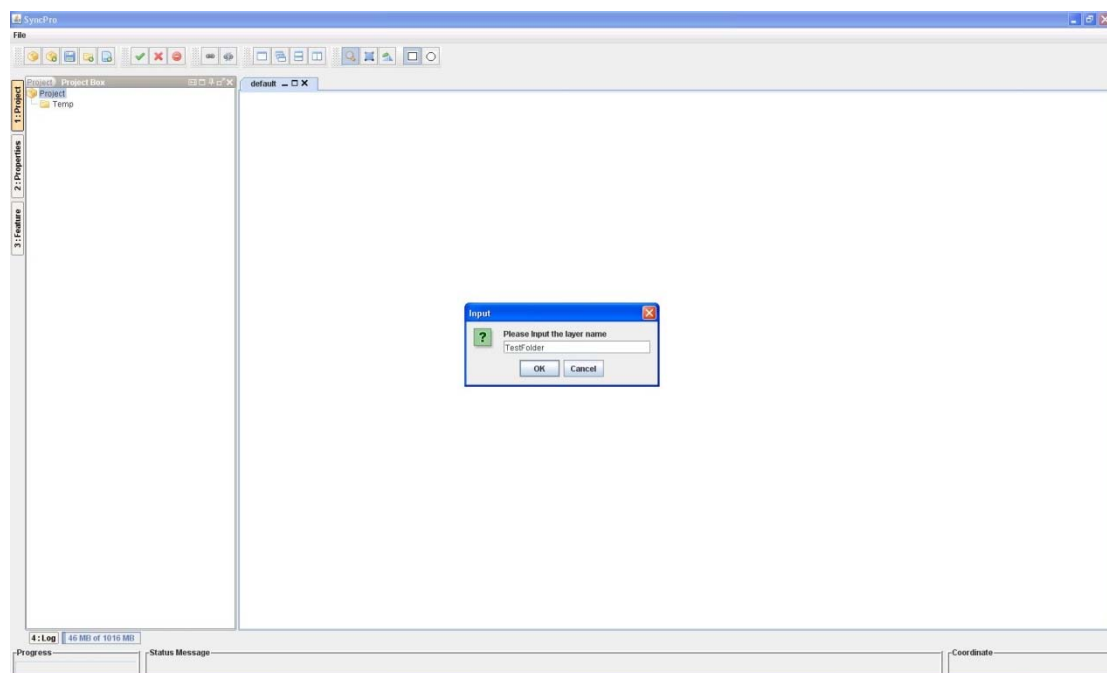 SyncPro
File
Project Project Box
default
1:Project
2:Properties
3:Feature
Project
Temp
Input
Please Input the layer name
TestFolder
OK Cancel
4:Log 46 MB of 1016 MB
Progress Status Message Coordinate